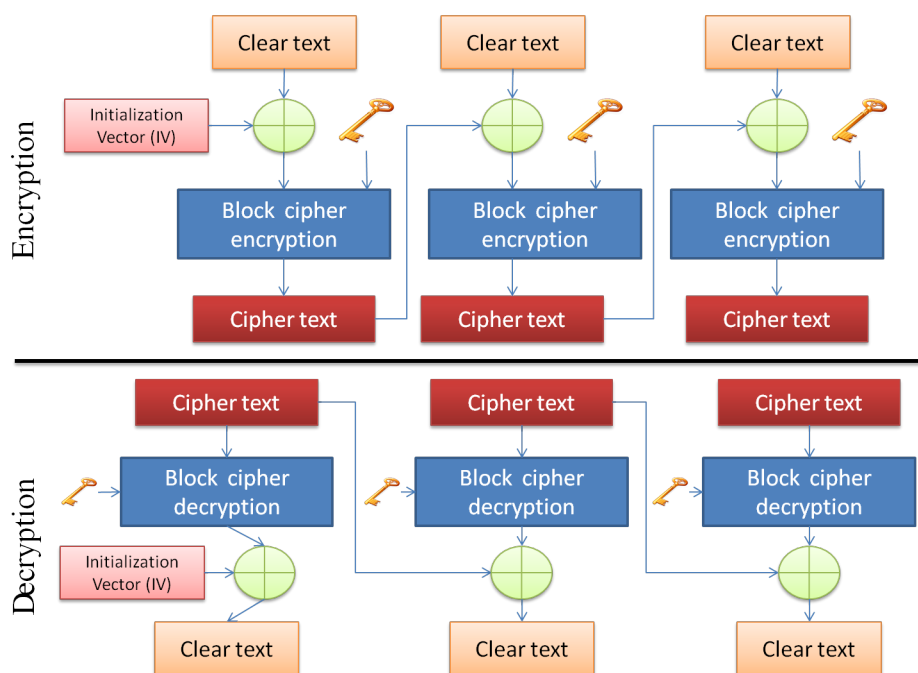 Encryption
Clear text
Clear text
Clear text
Initialization
Vector (IV)
Block cipher
encryption
Block cipher
encryption
Block cipher
encryption
Cipher text
Cipher text
Cipher text
Decryption
Cipher text
Cipher text
Cipher text
Block cipher
decryption
Block cipher
decryption
Block cipher
decryption
Initialization
Vector (IV)
Clear text
Clear text
Clear text